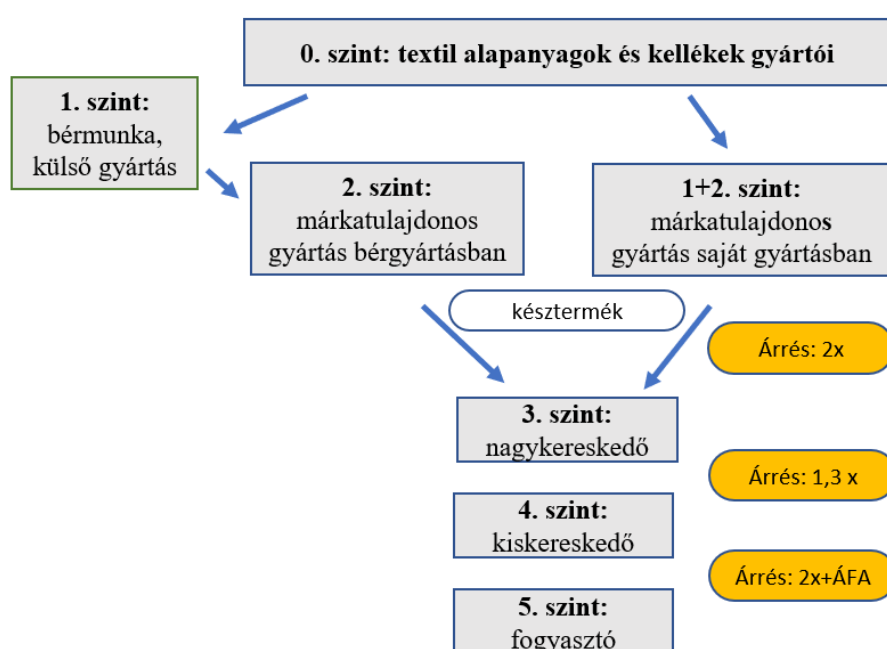 0. szint: textil alapanyagok és kellékek gyártói
1. szint:
bérmunka,
külső gyártás
2. szint:
márkatulajdonos
gyártás bérgyártásban
1+2. szint:
márkatulajdonos
gyártás saját gyártásban
késztermék
Árrés: 2x
3. szint:
nagykereskedő
Árrés: 1,3 x
4. szint:
kiskereskedő
Árrés: 2x+ÁFA
5. szint:
fogyasztó